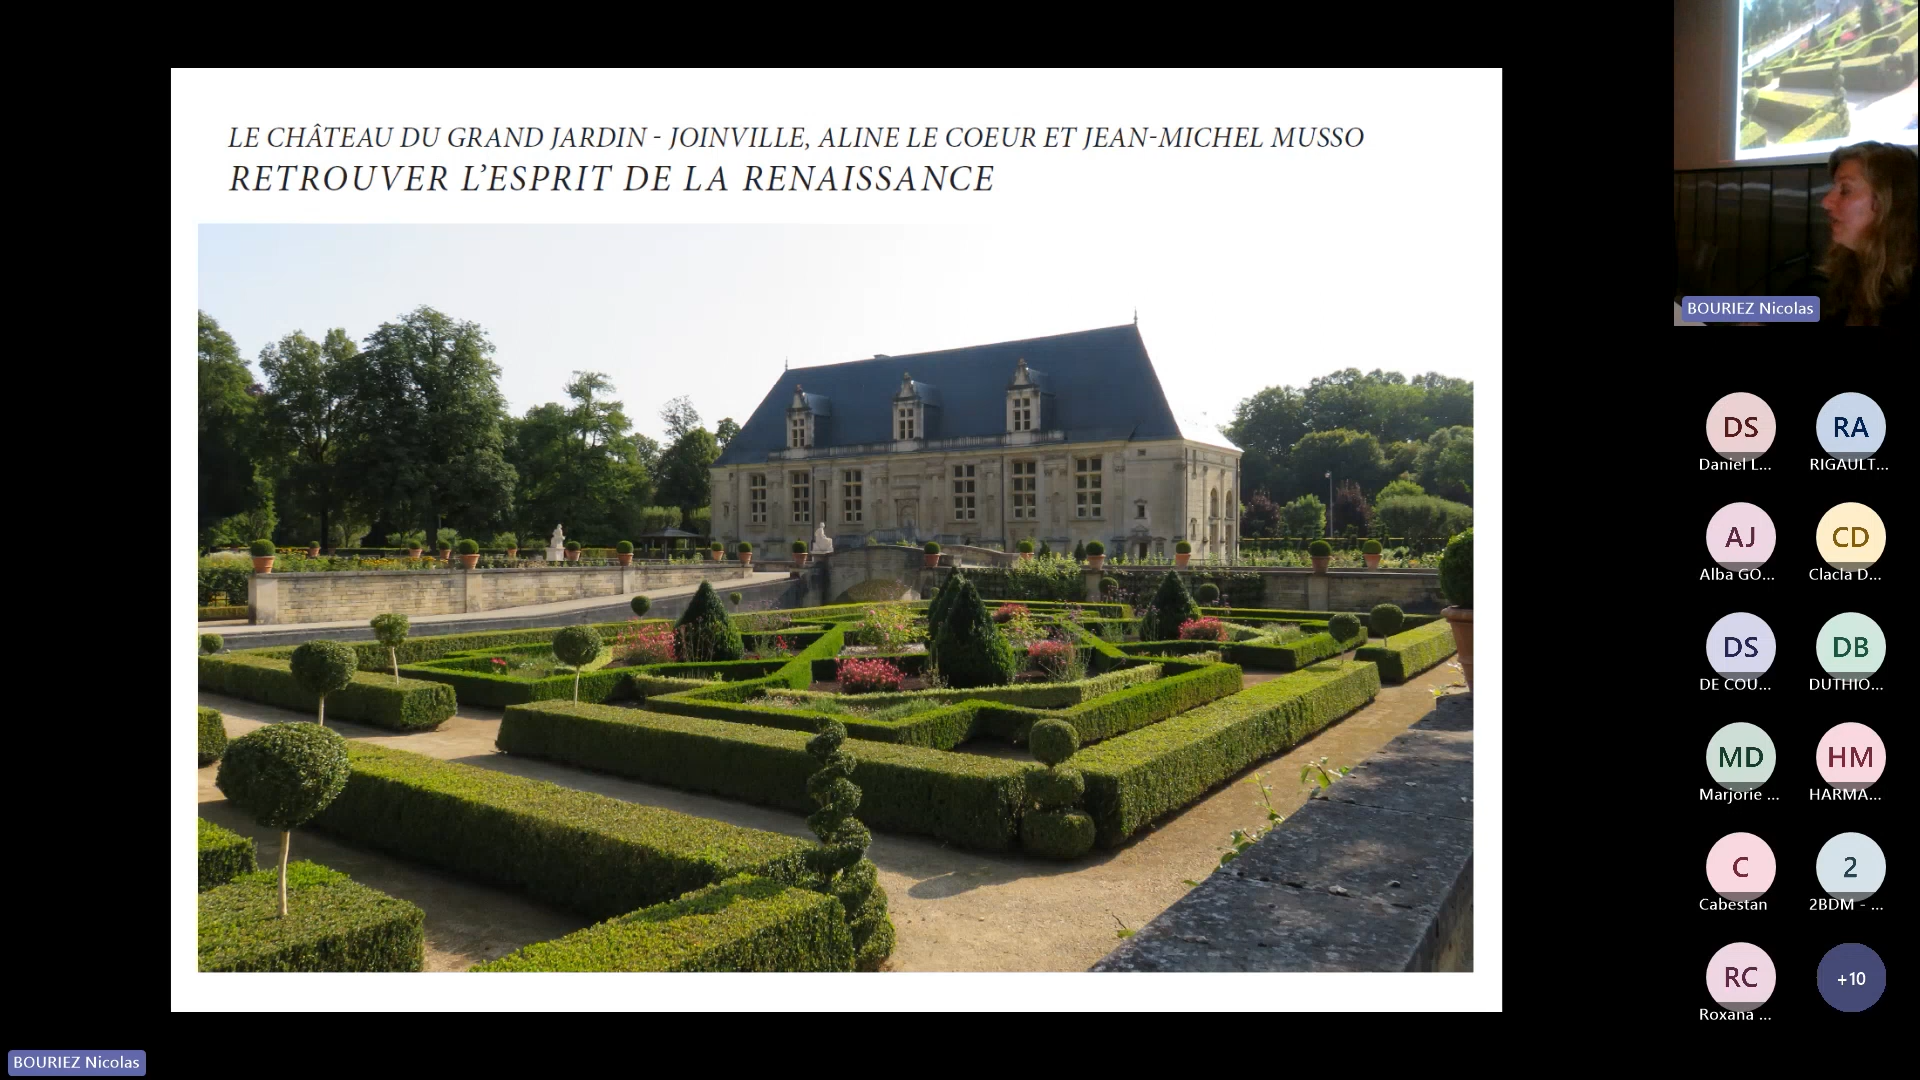 LE CHÂTEAU DU GRAND JARDIN - JOINVILLE, ALINE LE COEUR ET JEAN-MICHEL MUSSO
RETROUVER L’ESPRIT DE LA RENAISSANCE
BOURIEZ Nicolas
DS
RA
Daniel L...
RIGAULT...
AJ
CD
Alba GO...
Clacla D...
DS
DB
DE COU...
DUTHIO...
MD
HM
Marjorie ...
HARMA...
C
2
Cabestan
2BDM - ...
RC
+10
Roxana ...
BOURIEZ Nicolas